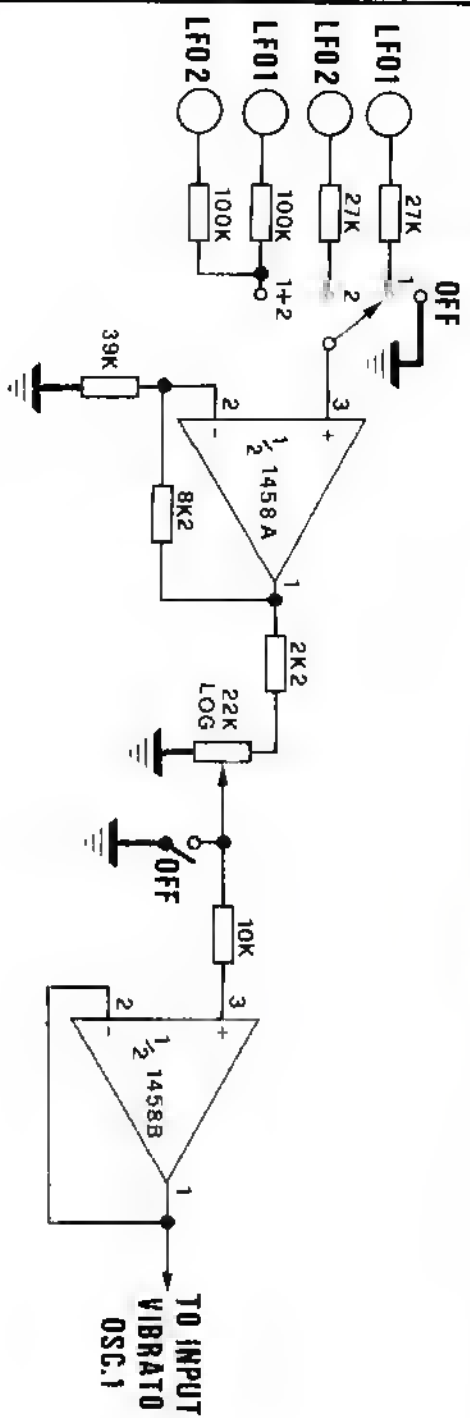 LFO1
LFO2
LFO1
LFO2
27K
27K
100K
100K
OFF
1
2
1+2
3
+
2
-
½ 1458A
1
39K
8K2
2K2
22K
LOG
OFF
10K
3
+
2
-
½ 1458B
1
TO INPUT
VIBRATO
OSC.1